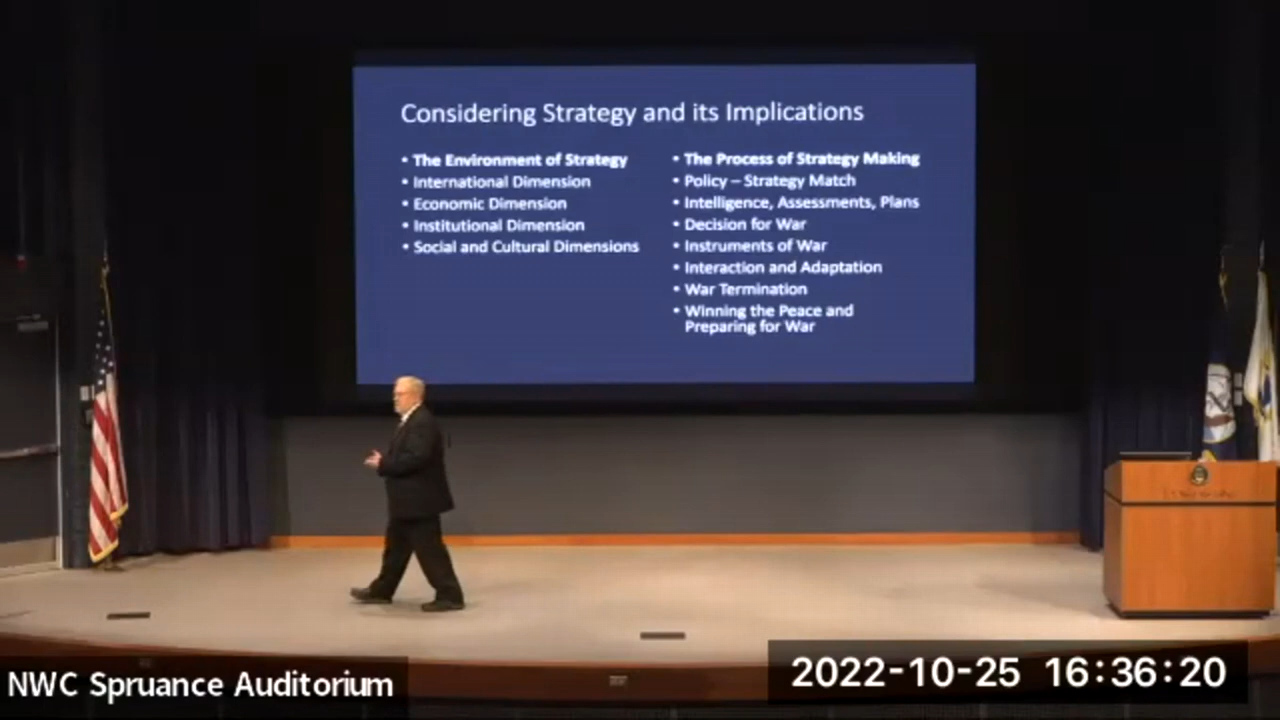 Considering Strategy and its Implications
• The Environment of Strategy
• International Dimension
• Economic Dimension
• Institutional Dimension
• Social and Cultural Dimensions
• The Process of Strategy Making
• Policy – Strategy Match
• Intelligence, Assessments, Plans
• Decision for War
• Instruments of War
• Interaction and Adaptation
• War Termination
• Winning the Peace and
Preparing for War
NWC Spruance Auditorium
2022-10-25 16:36:20